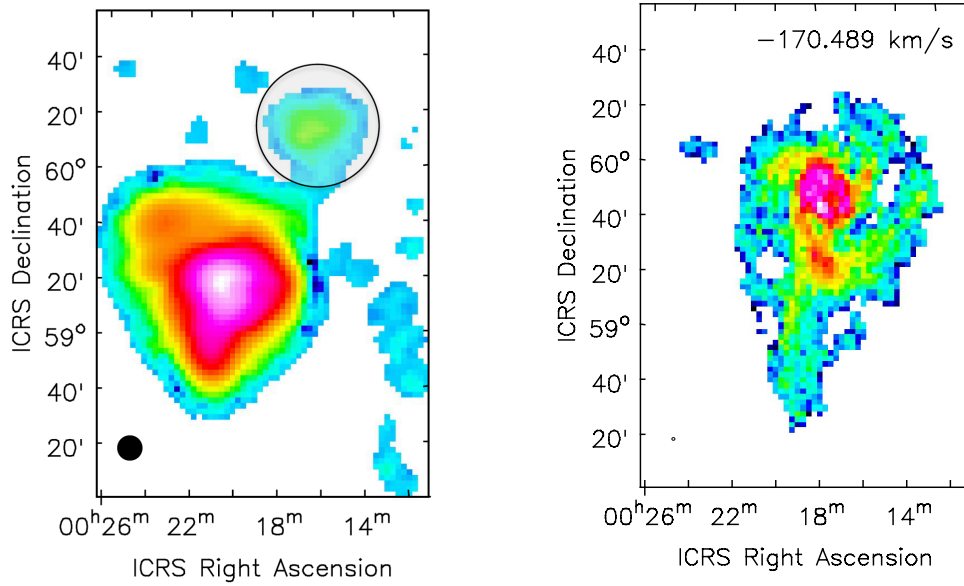 40'
20'
60°
40'
20'
59°
40'
20'
ICRS Declination
00ʰ26ᵐ 22ᵐ 18ᵐ 14ᵐ
ICRS Right Ascension
−170.489 km/s
40'
20'
60°
40'
20'
59°
40'
20'
ICRS Declination
00ʰ26ᵐ 18ᵐ 14ᵐ
ICRS Right Ascension